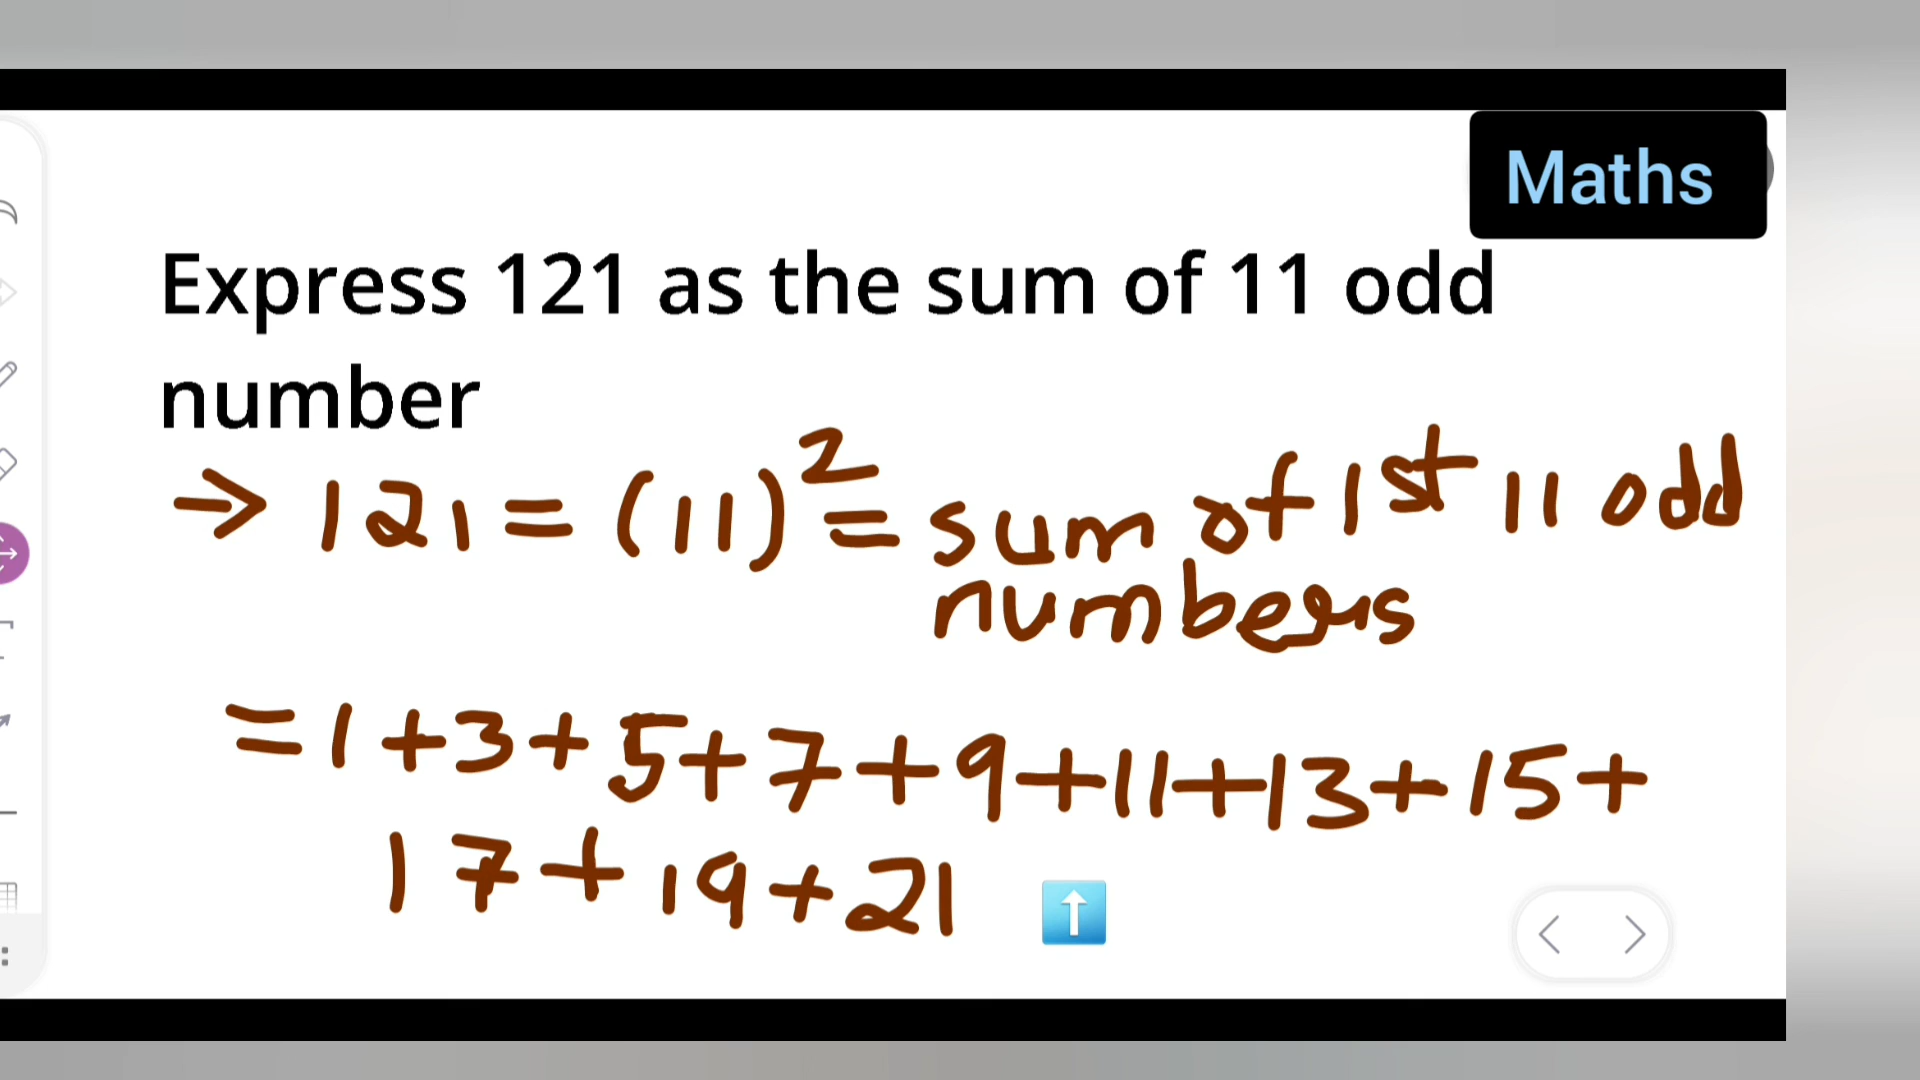 Maths
Express 121 as the sum of 11 odd
number
→ 121 = (11)² = sum of 1st 11 odd
numbers
= 1 + 3 + 5 + 7 + 9 + 11 + 13 + 15 +
17 + 19 + 21